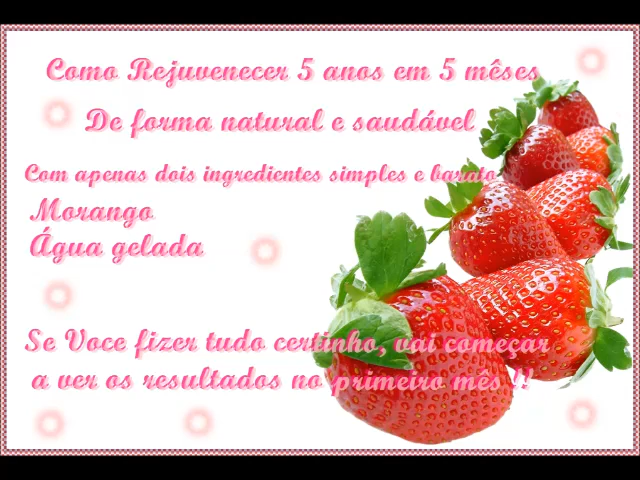 Como Rejuvenecer 5 anos em 5 mêses
De forma natural e saudável
Com apenas dois ingredientes simples e barato
Morango
Água gelada
Se Voce fizer tudo certinho, vai começar
a ver os resultados no primeiro mês !!